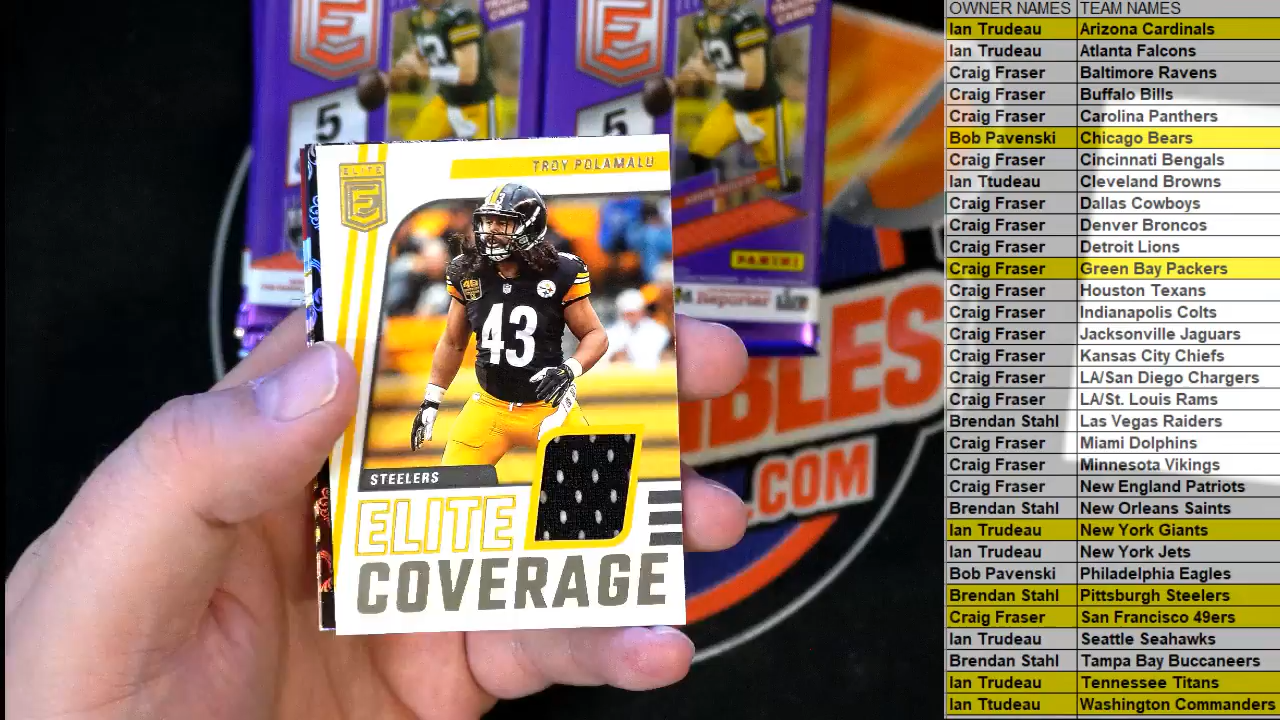 TROY POLAMALU
ELITE
E
43
STEELERS
ELITE
COVERAGE
5
5
PANINI
Reporter
IBLES
.COM
OWNER NAMES TEAM NAMES
Ian Trudeau Arizona Cardinals
Ian Trudeau Atlanta Falcons
Craig Fraser Baltimore Ravens
Craig Fraser Buffalo Bills
Craig Fraser Carolina Panthers
Bob Pavenski Chicago Bears
Craig Fraser Cincinnati Bengals
Ian Ttudeau Cleveland Browns
Craig Fraser Dallas Cowboys
Craig Fraser Denver Broncos
Craig Fraser Detroit Lions
Craig Fraser Green Bay Packers
Craig Fraser Houston Texans
Craig Fraser Indianapolis Colts
Craig Fraser Jacksonville Jaguars
Craig Fraser Kansas City Chiefs
Craig Fraser LA/San Diego Chargers
Craig Fraser LA/St. Louis Rams
Brendan Stahl Las Vegas Raiders
Craig Fraser Miami Dolphins
Craig Fraser Minnesota Vikings
Craig Fraser New England Patriots
Brendan Stahl New Orleans Saints
Ian Trudeau New York Giants
Ian Trudeau New York Jets
Bob Pavenski Philadelphia Eagles
Brendan Stahl Pittsburgh Steelers
Craig Fraser San Francisco 49ers
Ian Trudeau Seattle Seahawks
Brendan Stahl Tampa Bay Buccaneers
Ian Trudeau Tennessee Titans
Ian Ttudeau Washington Commanders